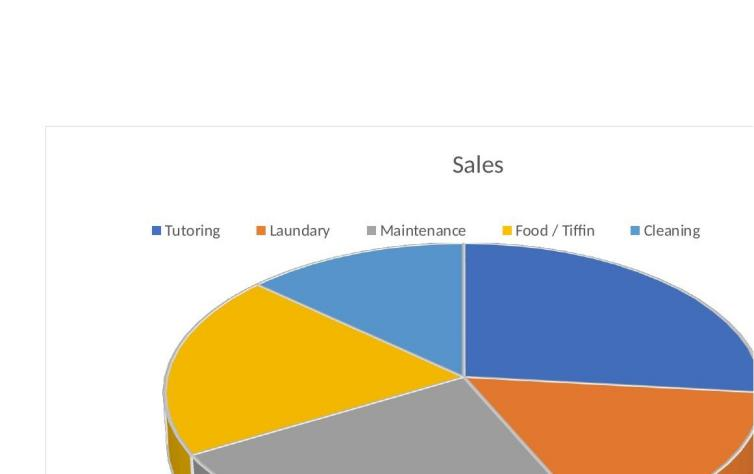 Sales
Tutoring Laundary Maintenance Food / Tiffin Cleaning